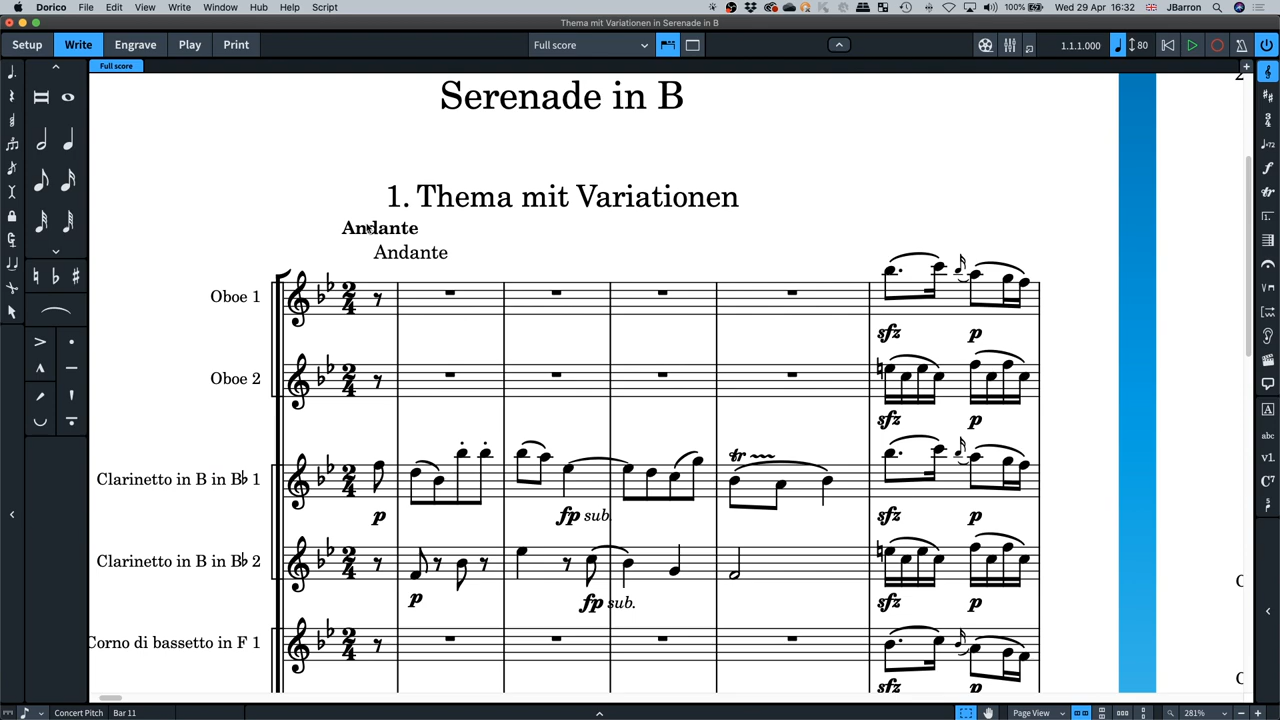 Dorico File Edit View Write Window Hub Help Script 100% Wed 29 Apr 16:32 JBarron
Thema mit Variationen in Serenade in B
Setup Write Engrave Play Print Full score 1.1.1.000 80
Full score
2
Serenade in B
1. Thema mit Variationen
Andante
Andante
Oboe 1
sfz p
Oboe 2
sfz p
Clarinetto in B in B♭ 1
tr
p fp sub. sfz p
Clarinetto in B in B♭ 2
p fp sub. sfz p
Corno di bassetto in F 1
sfz p
Concert Pitch Bar 11 Page View 281%